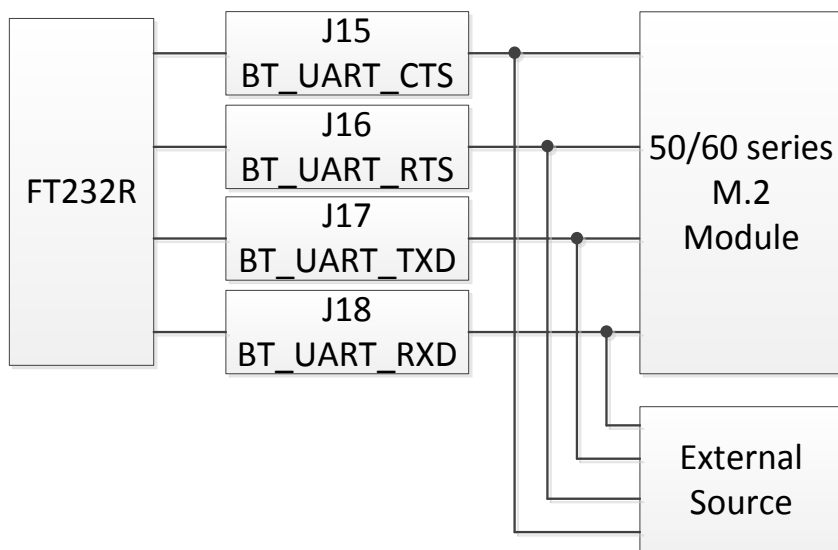 FT232R
J15
BT_UART_CTS
J16
BT_UART_RTS
J17
BT_UART_TXD
J18
BT_UART_RXD
50/60 series
M.2
Module
External
Source